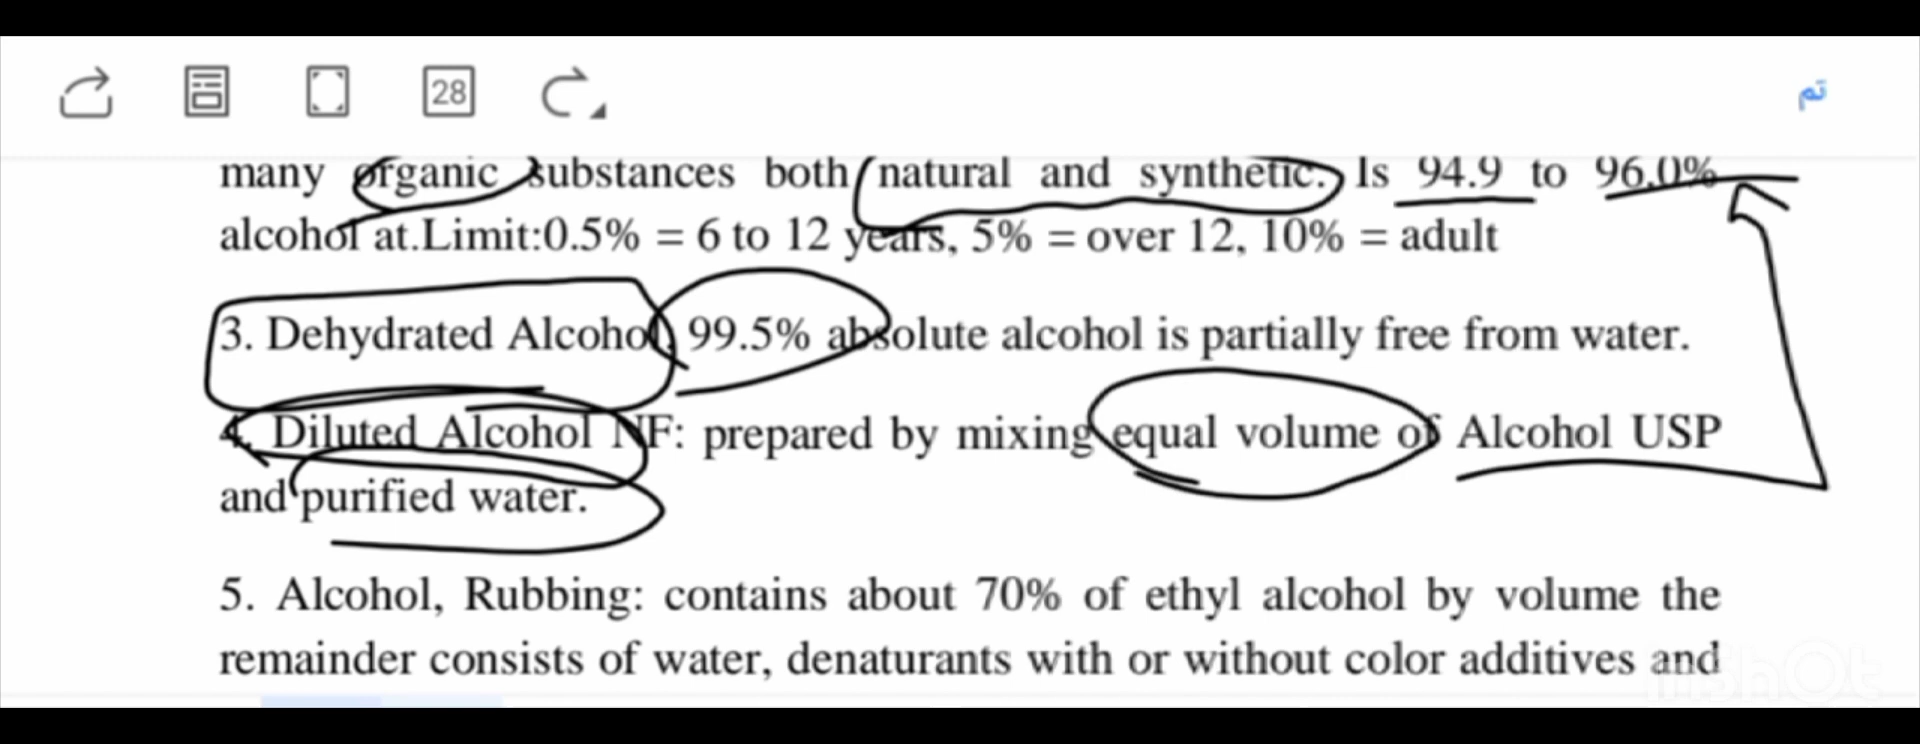 28
تم
many organic substances both natural and synthetic. Is 94.9 to 96.0%
alcohol at.Limit:0.5% = 6 to 12 years, 5% = over 12, 10% = adult
3. Dehydrated Alcohol, 99.5% absolute alcohol is partially free from water.
4. Diluted Alcohol NF: prepared by mixing equal volume of Alcohol USP
and purified water.
5. Alcohol, Rubbing: contains about 70% of ethyl alcohol by volume the
remainder consists of water, denaturants with or without color additives and
InShOt